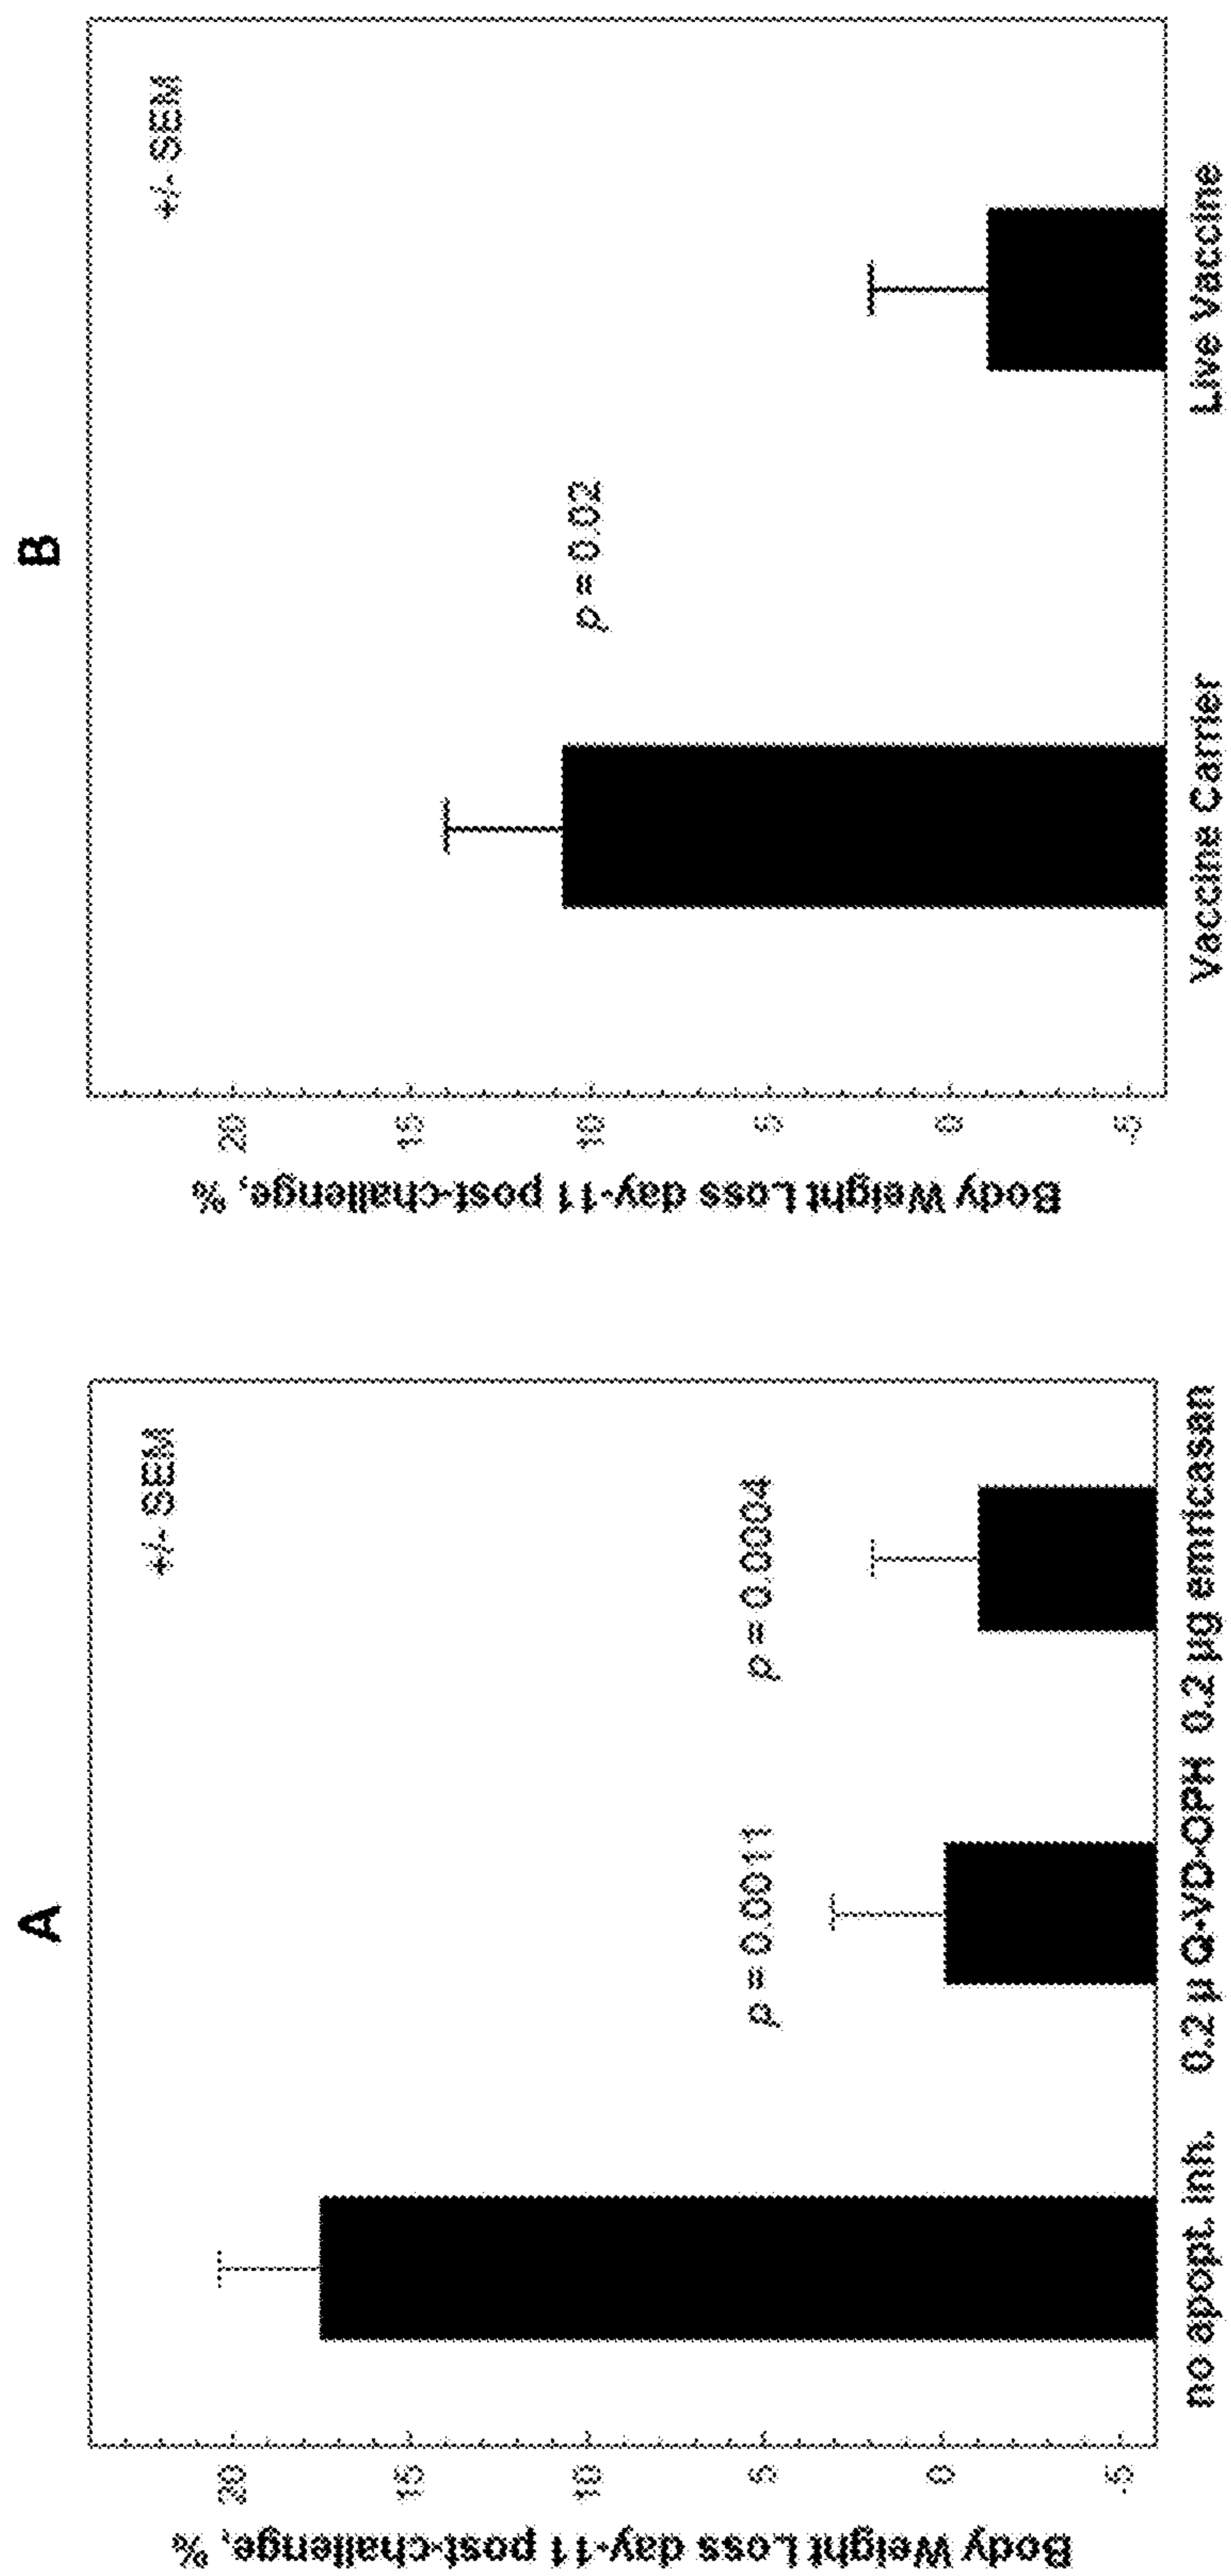 A
+/- SEM
Body Weight Loss day-11 post-challenge, %
20
15
10
5
0
-5
p = 0.0011
p = 0.0004
no apopt. inh.
0.2 µ Q-VD-OPH
0.2 µg emricasan
B
+/- SEM
Body Weight Loss day-11 post-challenge, %
20
15
10
5
0
-5
p = 0.02
Vaccine Carrier
Live Vaccine